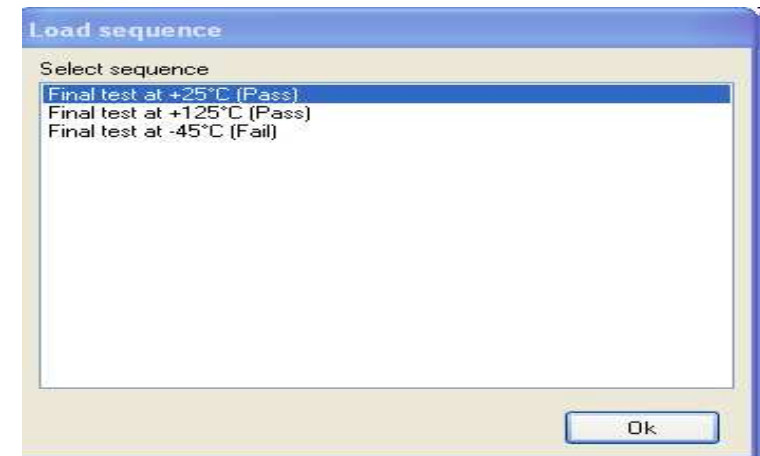 Load sequence
Select sequence
Final test at +25°C (Pass)
Final test at +125°C (Pass)
Final test at -45°C (Fail)
Ok